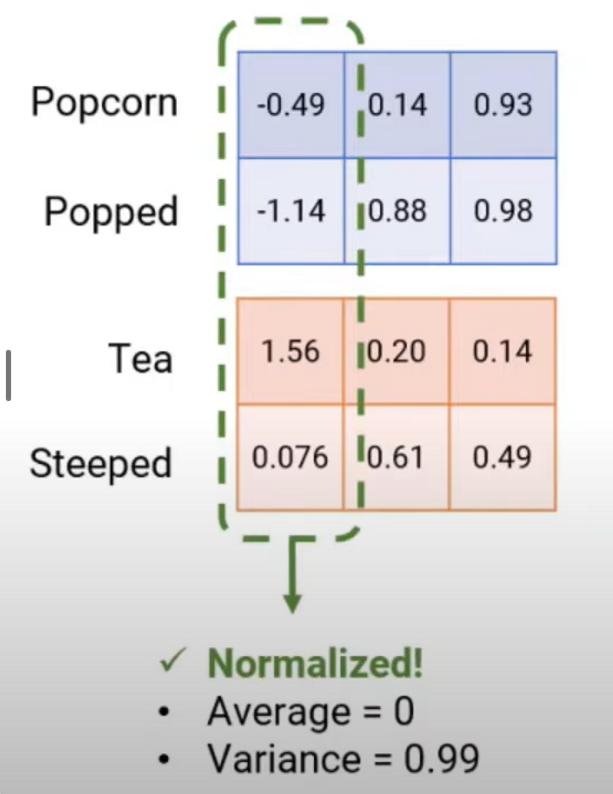 Popcorn -0.49 0.14 0.93
Popped -1.14 0.88 0.98
Tea 1.56 0.20 0.14
Steeped 0.076 0.61 0.49
✓ Normalized!
• Average = 0
• Variance = 0.99